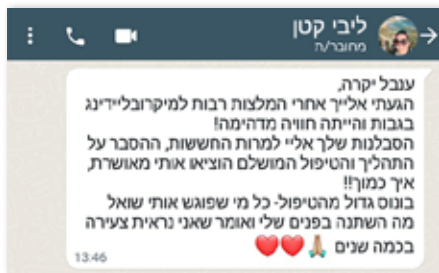 ליבי קטן
מחובר/ת
ענבל יקרה,
הגעתי אלייך אחרי המלצות רבות למיקרובליידינג
בגבות והייתה חוויה מדהימה!
הסבלנות שלך אליי למרות החששות, ההסבר על
התהליך והטיפול המושלם הוציאו אותי מאושרת,
איך כמוך!!
בונוס גדול מהטיפול- כל מי שפוגש אותי שואל
מה השתנה בפנים שלי ואומר שאני נראית צעירה
בכמה שנים 🙏🏼❤️❤️
13:46